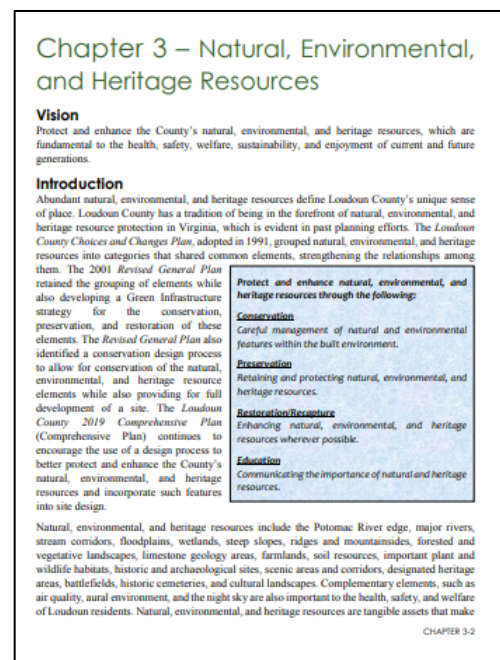 Chapter 3 – Natural, Environmental,
and Heritage Resources
Vision
Protect and enhance the County's natural, environmental, and heritage resources, which are
fundamental to the health, safety, welfare, sustainability, and enjoyment of current and future
generations.
Introduction
Abundant natural, environmental, and heritage resources define Loudoun County's unique sense
of place. Loudoun County has a tradition of being in the forefront of natural, environmental, and
heritage resource protection in Virginia, which is evident in past planning efforts. The Loudoun
County Choices and Changes Plan, adopted in 1991, grouped natural, environmental, and heritage
resources into categories that shared common elements, strengthening the relationships among
them. The 2001 Revised General Plan
retained the grouping of elements while
also developing a Green Infrastructure
strategy for the conservation,
preservation, and restoration of these
elements. The Revised General Plan also
identified a conservation design process
to allow for conservation of the natural,
environmental, and heritage resource
elements while also providing for full
development of a site. The Loudoun
County 2019 Comprehensive Plan
(Comprehensive Plan) continues to
encourage the use of a design process to
better protect and enhance the County's
natural, environmental, and heritage
resources and incorporate such features
into site design.
Protect and enhance natural, environmental, and
heritage resources through the following:
Conservation
Careful management of natural and environmental
features within the built environment.
Preservation
Retaining and protecting natural, environmental, and
heritage resources.
Restoration/Recapture
Enhancing natural, environmental, and heritage
resources wherever possible.
Education
Communicating the importance of natural and heritage
resources.
Natural, environmental, and heritage resources include the Potomac River edge, major rivers,
stream corridors, floodplains, wetlands, steep slopes, ridges and mountainsides, forested and
vegetative landscapes, limestone geology areas, farmlands, soil resources, important plant and
wildlife habitats, historic and archaeological sites, scenic areas and corridors, designated heritage
areas, battlefields, historic cemeteries, and cultural landscapes. Complementary elements, such as
air quality, aural environment, and the night sky are also important to the health, safety, and welfare
of Loudoun residents. Natural, environmental, and heritage resources are tangible assets that make
CHAPTER 3-2